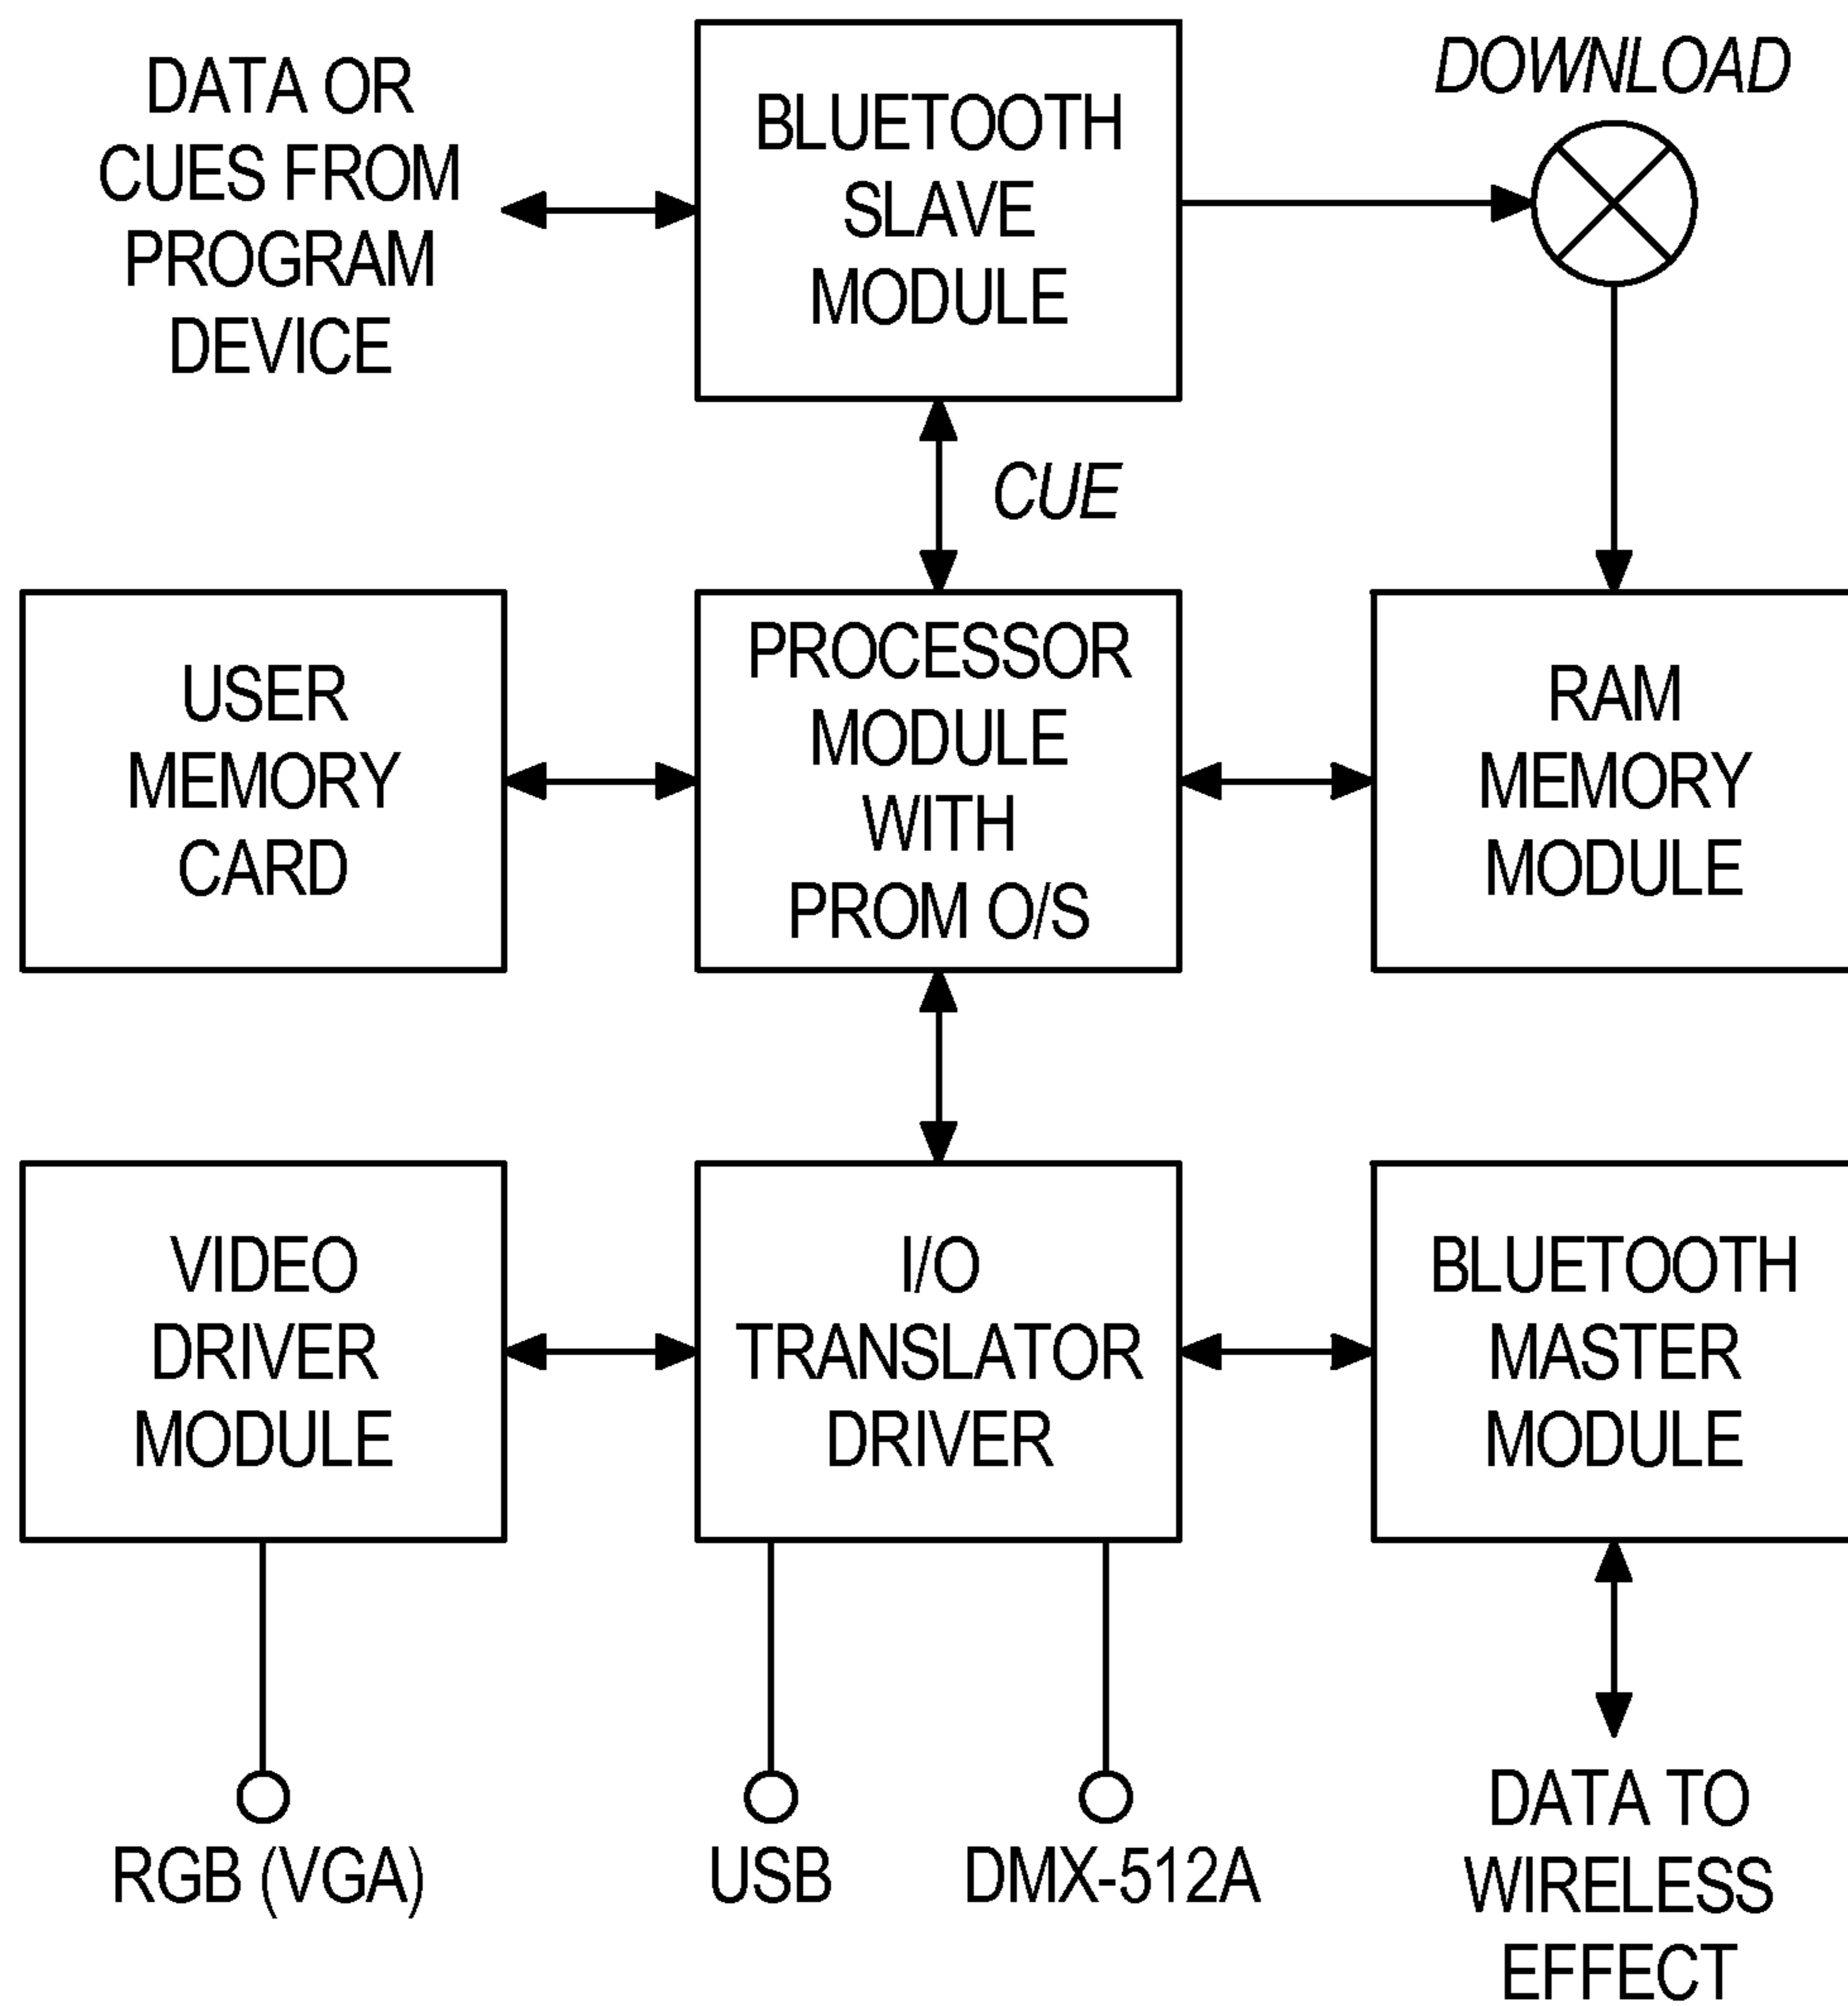 DATA OR
CUES FROM
PROGRAM
DEVICE
BLUETOOTH
SLAVE
MODULE
DOWNLOAD
CUE
USER
MEMORY
CARD
PROCESSOR
MODULE
WITH
PROM O/S
RAM
MEMORY
MODULE
VIDEO
DRIVER
MODULE
I/O
TRANSLATOR
DRIVER
BLUETOOTH
MASTER
MODULE
RGB (VGA)
USB
DMX-512A
DATA TO
WIRELESS
EFFECT